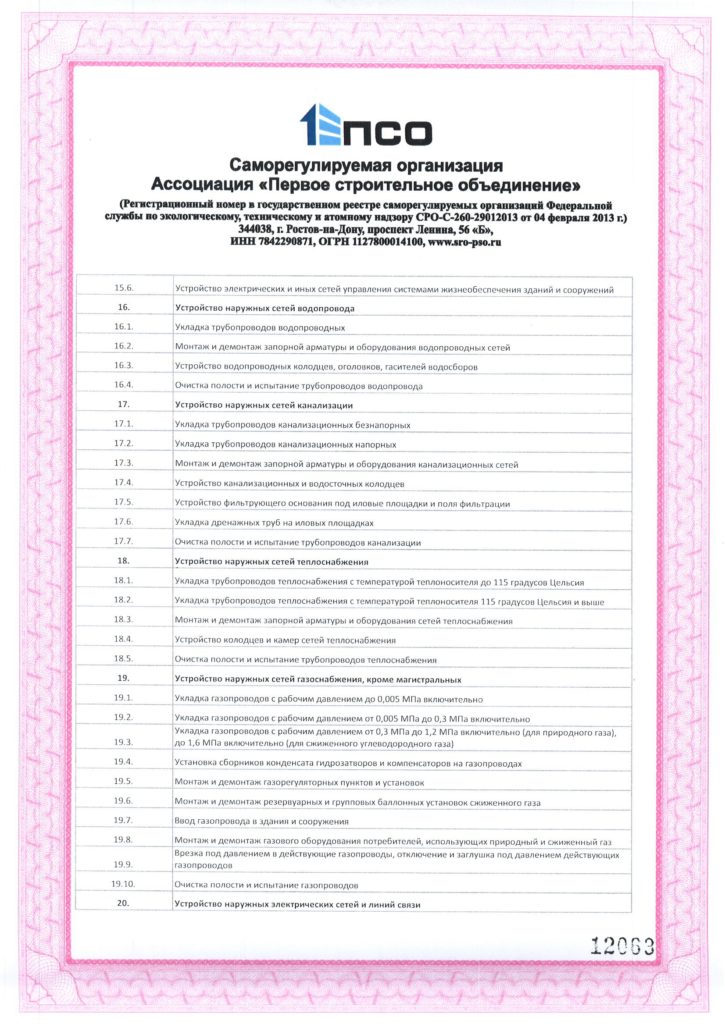 1 ПСО
Саморегулируемая организация
Ассоциация «Первое строительное объединение»
(Регистрационный номер в государственном реестре саморегулируемых организаций Федеральной
службы по экологическому, техническому и атомному надзору СРО-С-260-29012013 от 04 февраля 2013 г.)
344038, г. Ростов-на-Дону, проспект Ленина, 56 «Б»,
ИНН 7842290871, ОГРН 1127800014100, www.sro-pso.ru
15.6. Устройство электрических и иных сетей управления системами жизнеобеспечения зданий и сооружений
16. Устройство наружных сетей водопровода
16.1. Укладка трубопроводов водопроводных
16.2. Монтаж и демонтаж запорной арматуры и оборудования водопроводных сетей
16.3. Устройство водопроводных колодцев, оголовков, гасителей водосборов
16.4. Очистка полости и испытание трубопроводов водопровода
17. Устройство наружных сетей канализации
17.1. Укладка трубопроводов канализационных безнапорных
17.2. Укладка трубопроводов канализационных напорных
17.3. Монтаж и демонтаж запорной арматуры и оборудования канализационных сетей
17.4. Устройство канализационных и водосточных колодцев
17.5. Устройство фильтрующего основания под иловые площадки и поля фильтрации
17.6. Укладка дренажных труб на иловых площадках
17.7. Очистка полости и испытание трубопроводов канализации
18. Устройство наружных сетей теплоснабжения
18.1. Укладка трубопроводов теплоснабжения с температурой теплоносителя до 115 градусов Цельсия
18.2. Укладка трубопроводов теплоснабжения с температурой теплоносителя 115 градусов Цельсия и выше
18.3. Монтаж и демонтаж запорной арматуры и оборудования сетей теплоснабжения
18.4. Устройство колодцев и камер сетей теплоснабжения
18.5. Очистка полости и испытание трубопроводов теплоснабжения
19. Устройство наружных сетей газоснабжения, кроме магистральных
19.1. Укладка газопроводов с рабочим давлением до 0,005 МПа включительно
19.2. Укладка газопроводов с рабочим давлением от 0,005 МПа до 0,3 МПа включительно
19.3. Укладка газопроводов с рабочим давлением от 0,3 МПа до 1,2 МПа включительно (для природного газа),
до 1,6 МПа включительно (для сжиженного углеводородного газа)
19.4. Установка сборников конденсата гидрозатворов и компенсаторов на газопроводах
19.5. Монтаж и демонтаж газорегуляторных пунктов и установок
19.6. Монтаж и демонтаж резервуарных и групповых баллонных установок сжиженного газа
19.7. Ввод газопровода в здания и сооружения
19.8. Монтаж и демонтаж газового оборудования потребителей, использующих природный и сжиженный газ
19.9. Врезка под давлением в действующие газопроводы, отключение и заглушка под давлением действующих
газопроводов
19.10. Очистка полости и испытание газопроводов
20. Устройство наружных электрических сетей и линий связи
12063